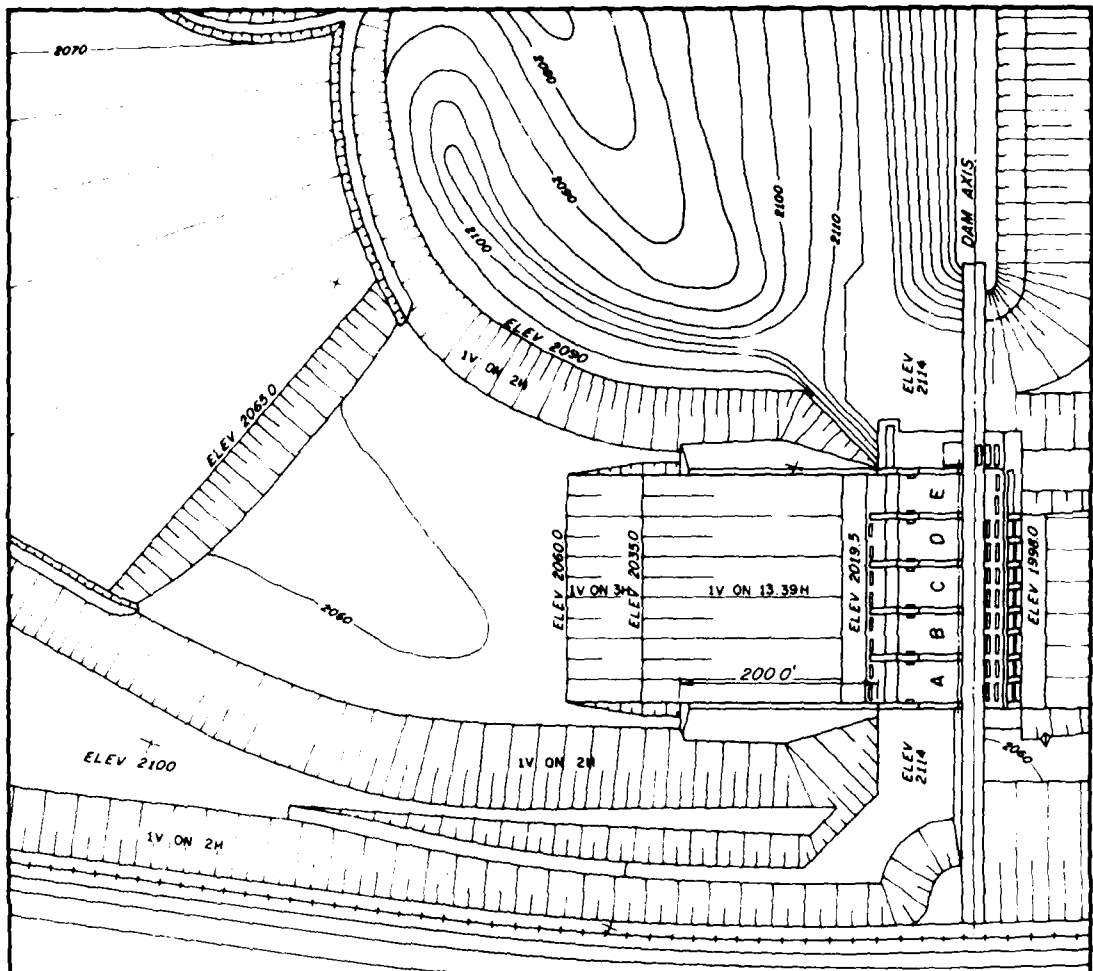 2070
2080
2090
2100
2110
2100
DAM AXIS
ELEV 2090
1V ON 2H
ELEV
2114
ELEV 2065.0
E
D
C
B
A
ELEV 2060.0
1V ON 3H
ELEV 2035.0
1V ON 13.39H
ELEV 2019.5
ELEV 1998.0
2060
200.0'
ELEV 2100
1V ON 2H
ELEV
2114
2060
1V ON 2H